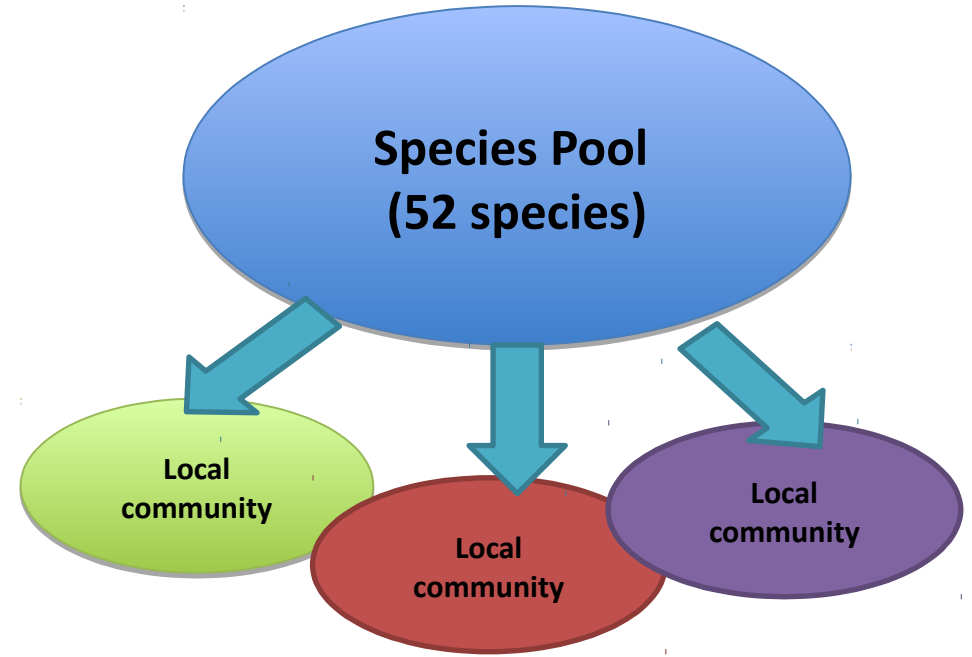 Species Pool
(52 species)
Local
community
Local
community
Local
community